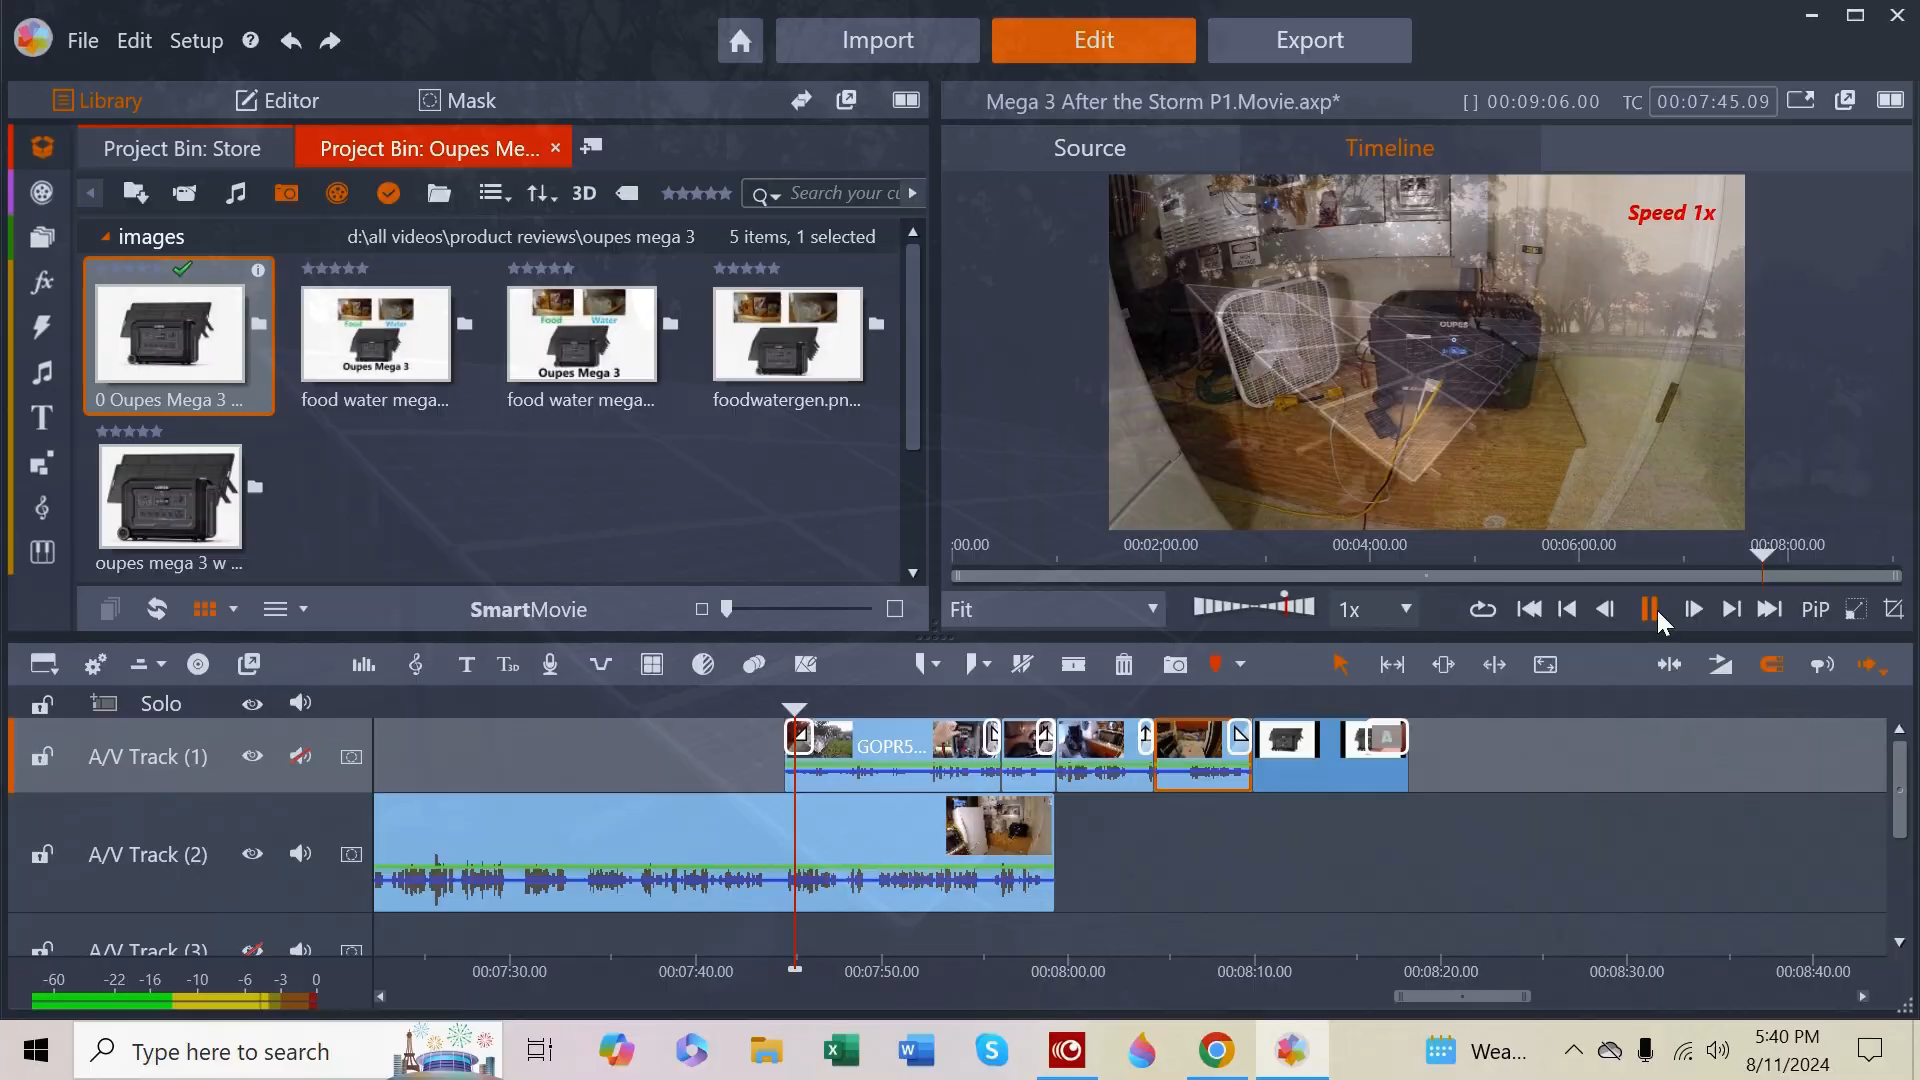 File Edit Setup
Import Edit Export
Library Editor Mask
Mega 3 After the Storm P1.Movie.axp* [ ] 00:09:06.00 TC 00:07:45.09
Project Bin: Store Project Bin: Oupes Me... ×
Source Timeline
3D Search your cu
images d:\all videos\product reviews\oupes mega 3 5 items, 1 selected
Speed 1x
OUPES
Food Water
Oupes Mega 3
Food Water
Oupes Mega 3
0 Oupes Mega 3 ... food water mega... food water mega... foodwatergen.pn...
oupes mega 3 w ...
:00.00 00:02:00.00 00:04:00.00 00:06:00.00 00:08:00.00
SmartMovie
Fit 1x PiP
T T3D
Solo
A/V Track (1)
GOPR5...
A
A/V Track (2)
A/V Track (3)
-60 -22 -16 -10 -6 -3 0
00:07:30.00 00:07:40.00 00:07:50.00 00:08:00.00 00:08:10.00 00:08:20.00 00:08:30.00 00:08:40.00
Type here to search
Wea...
5:40 PM
8/11/2024